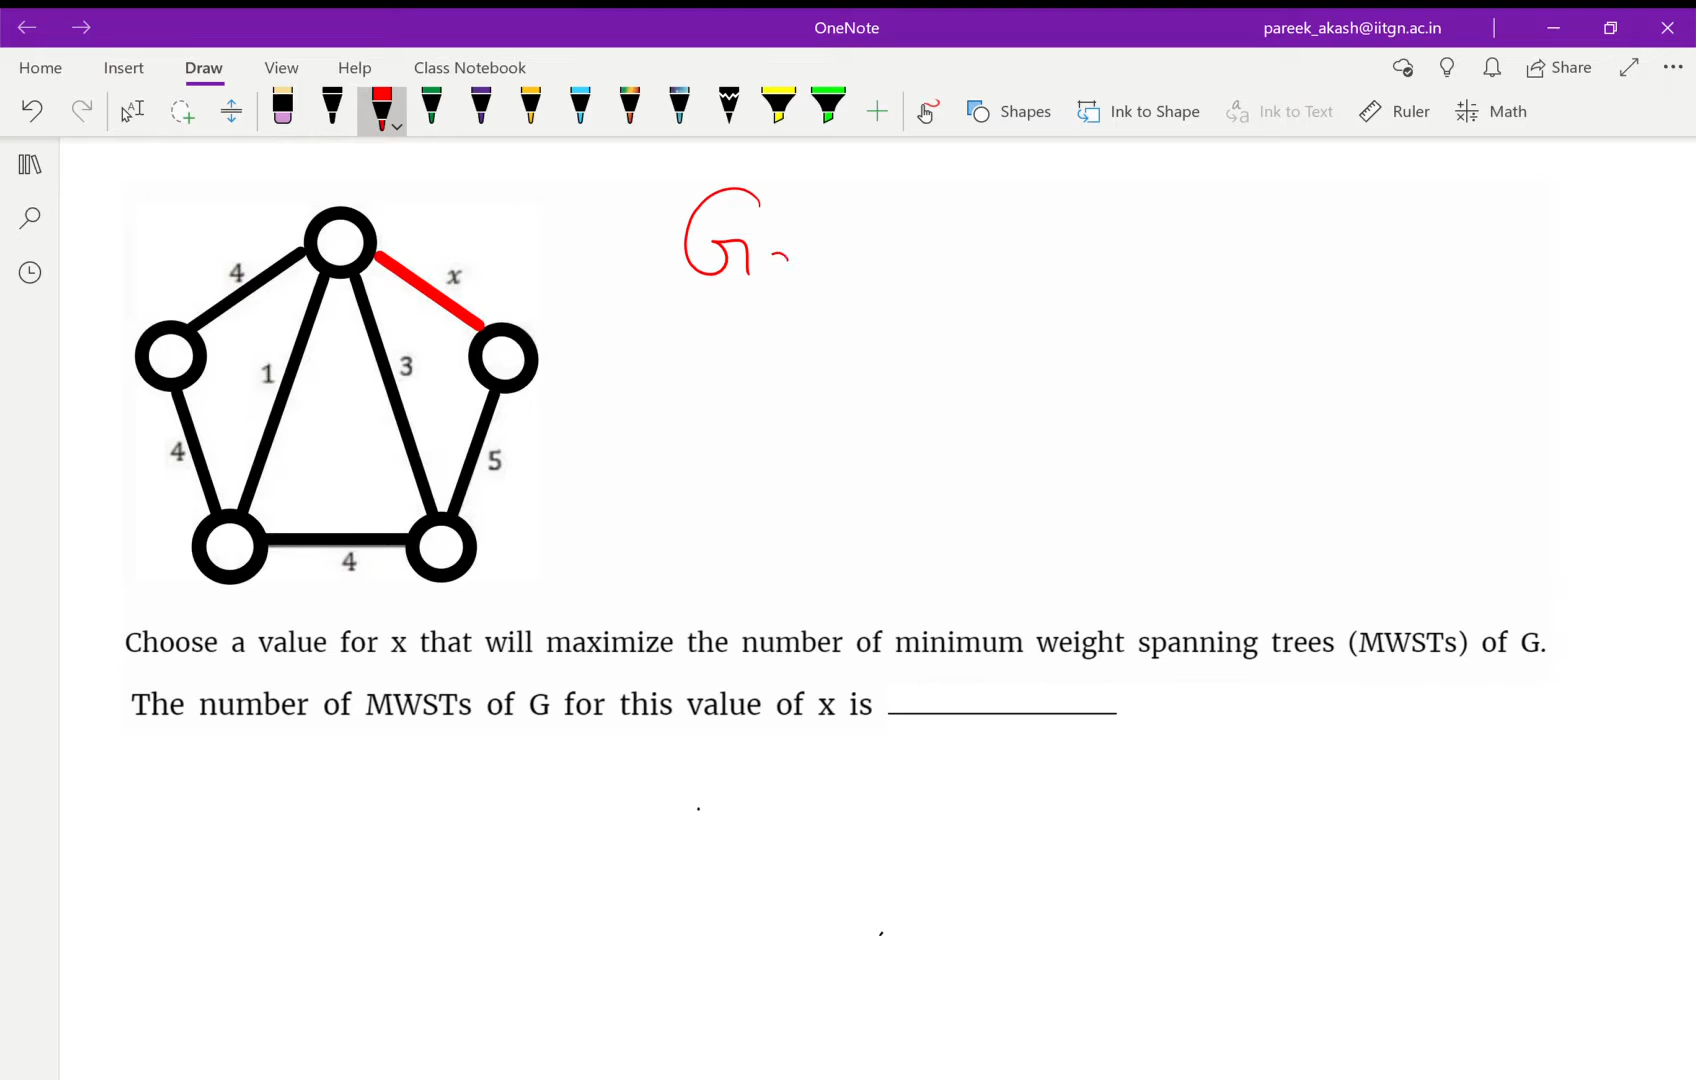 OneNote
pareek_akash@iitgn.ac.in
Home Insert Draw View Help Class Notebook
Share
Shapes Ink to Shape Ink to Text Ruler Math
G
4
x
1
3
4
5
4
Choose a value for x that will maximize the number of minimum weight spanning trees (MWSTs) of G.
The number of MWSTs of G for this value of x is